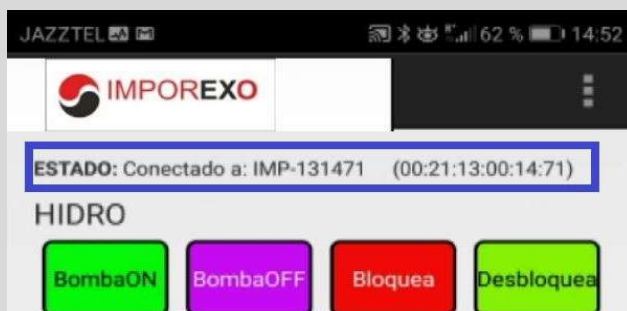 JAZZTEL 62 % 14:52
IMPOREXO
ESTADO: Conectado a: IMP-131471 (00:21:13:00:14:71)
HIDRO
BombaON BombaOFF Bloquea Desbloquea